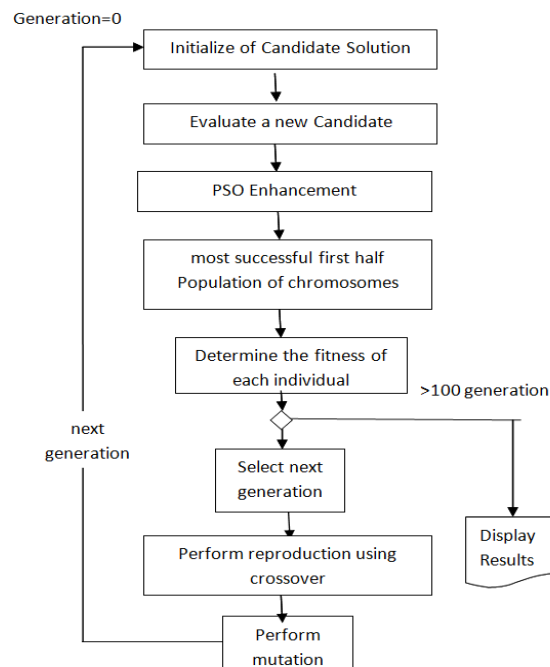 Generation=0
Initialize of Candidate Solution
Evaluate a new Candidate
PSO Enhancement
most successful first half
Population of chromosomes
Determine the fitness of
each individual
>100 generation
next
generation
Select next
generation
Display
Results
Perform reproduction using
crossover
Perform
mutation